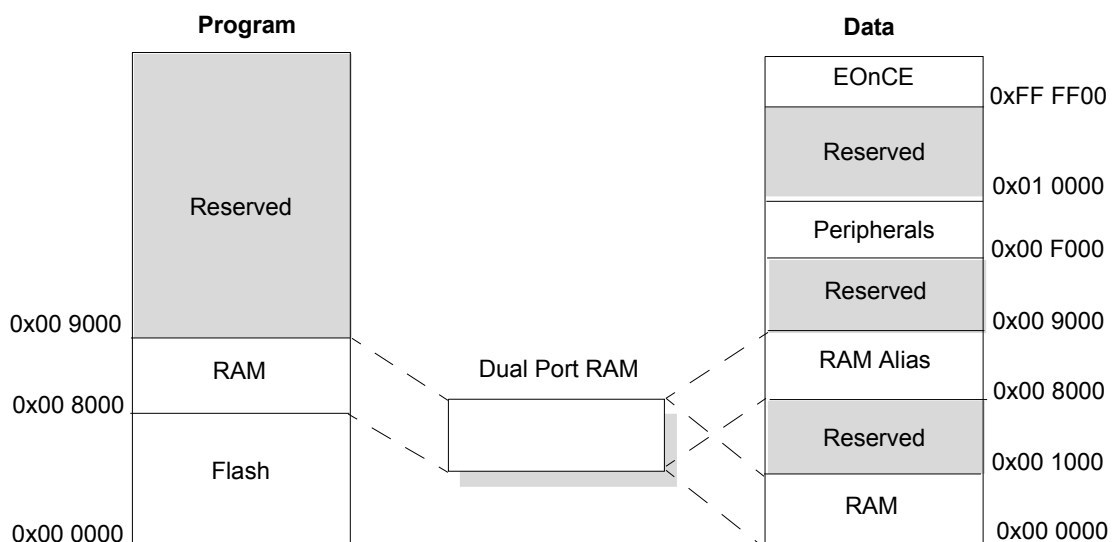 Program
Reserved
0x00 9000
RAM
0x00 8000
Flash
0x00 0000
Dual Port RAM
Data
EOnCE
0xFF FF00
Reserved
0x01 0000
Peripherals
0x00 F000
Reserved
0x00 9000
RAM Alias
0x00 8000
Reserved
0x00 1000
RAM
0x00 0000